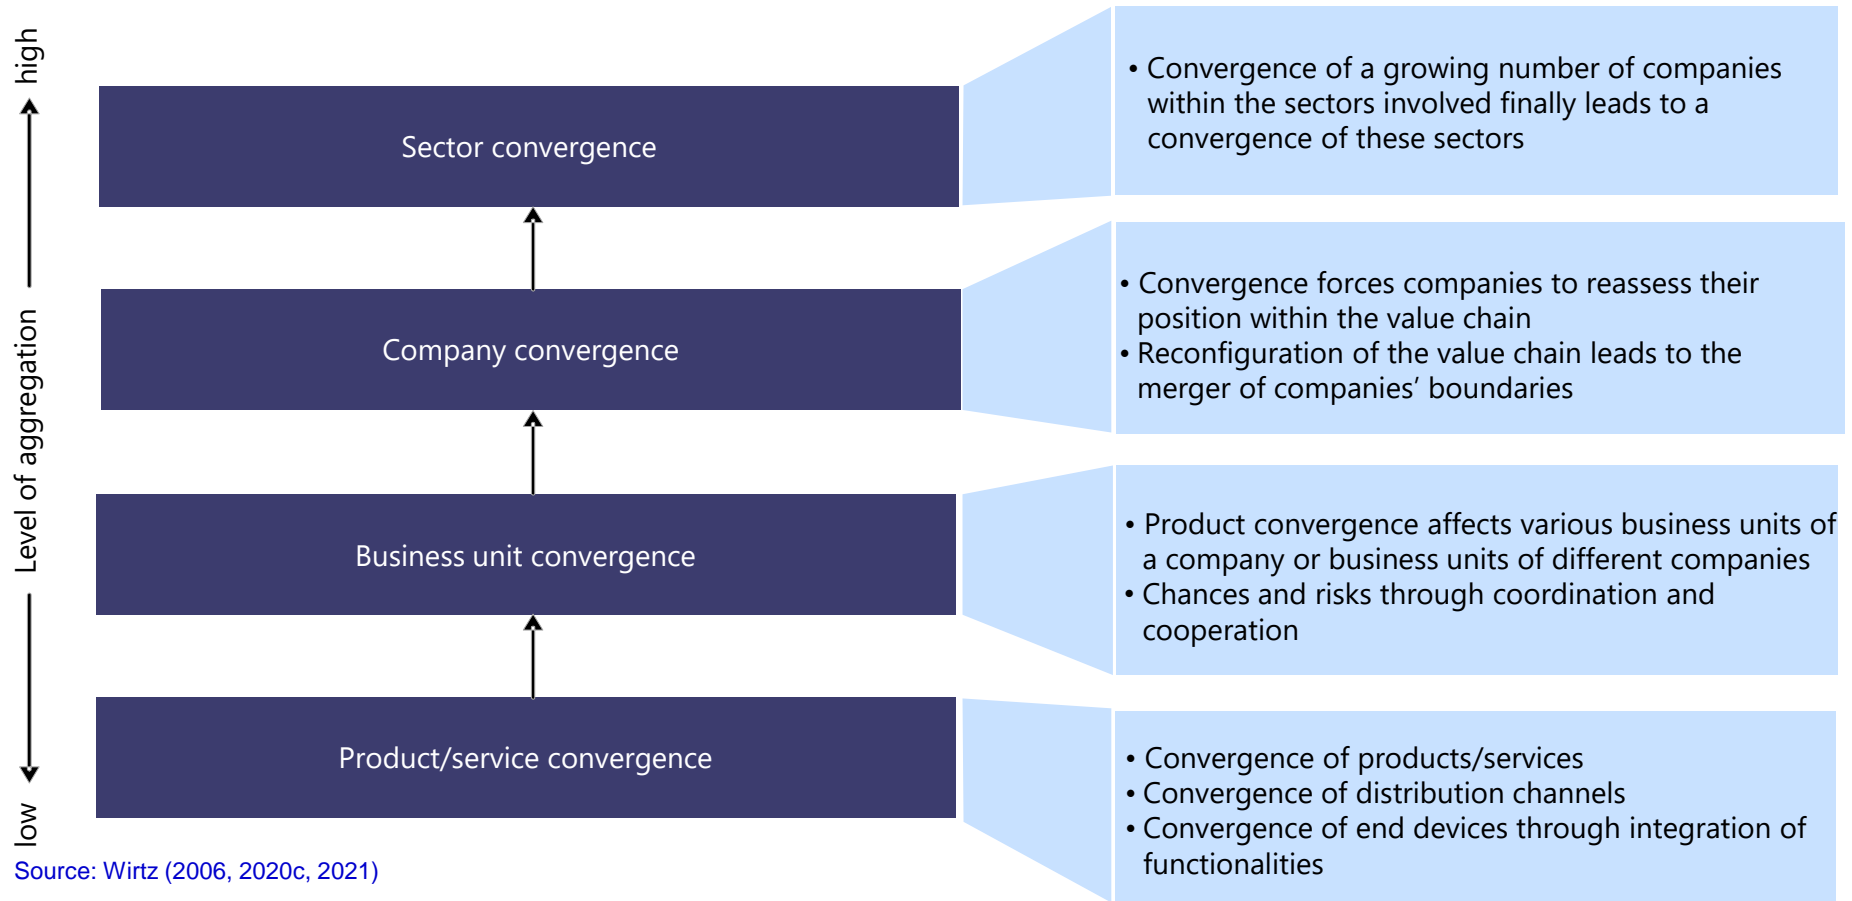 high
Level of aggregation
low
Sector convergence
• Convergence of a growing number of companies
within the sectors involved finally leads to a
convergence of these sectors
Company convergence
• Convergence forces companies to reassess their
position within the value chain
• Reconfiguration of the value chain leads to the
merger of companies’ boundaries
Business unit convergence
• Product convergence affects various business units of
a company or business units of different companies
• Chances and risks through coordination and
cooperation
Product/service convergence
• Convergence of products/services
• Convergence of distribution channels
• Convergence of end devices through integration of
functionalities
Source: Wirtz (2006, 2020c, 2021)